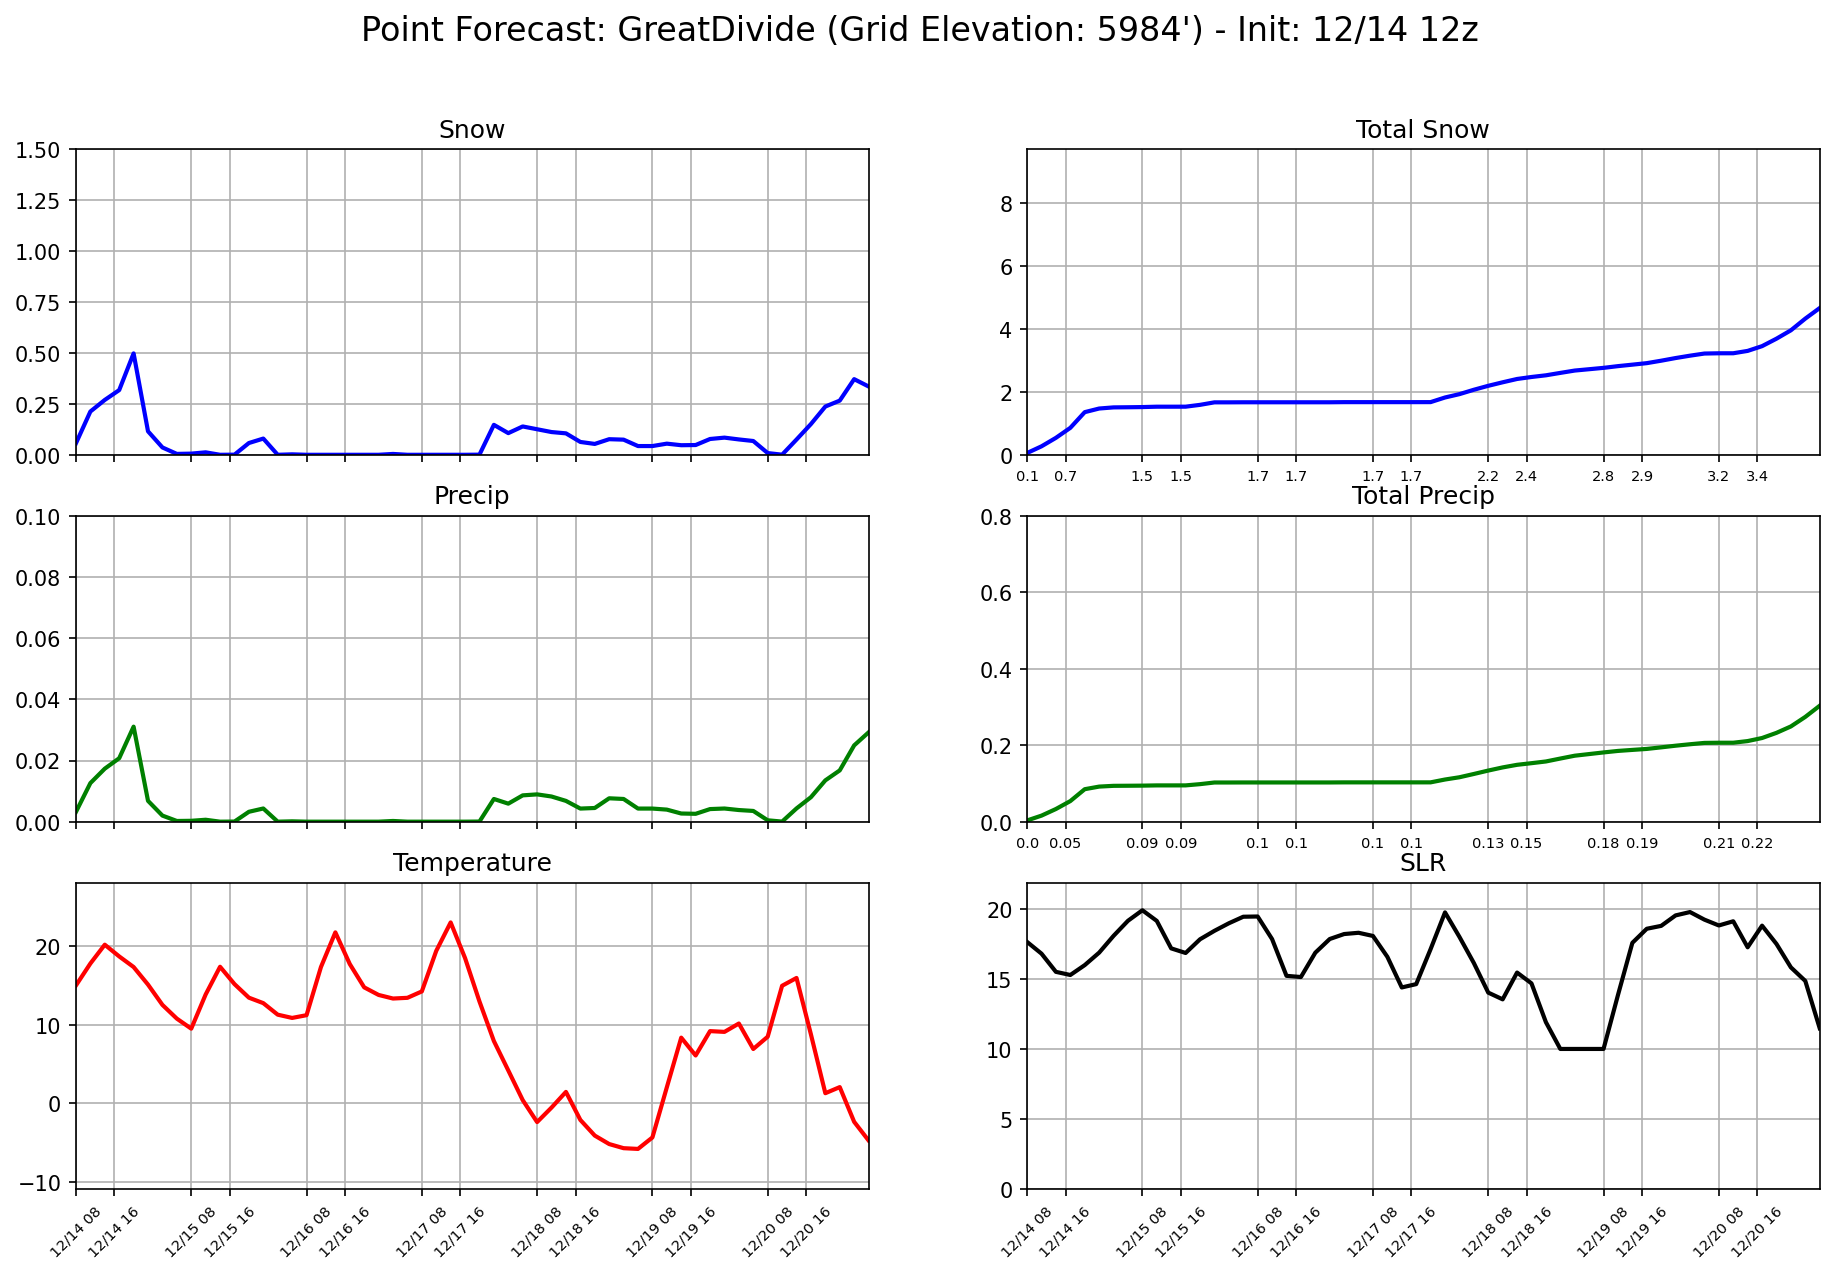 Point Forecast: GreatDivide (Grid Elevation: 5984') - Init: 12/14 12z
Snow
1.50
1.25
1.00
0.75
0.50
0.25
0.00
Total Snow
8
6
4
2
0
0.1 0.7 1.5 1.5 1.7 1.7 1.7 1.7 2.2 2.4 2.8 2.9 3.2 3.4
Precip
0.10
0.08
0.06
0.04
0.02
0.00
Total Precip
0.8
0.6
0.4
0.2
0.0
0.0 0.05 0.09 0.09 0.1 0.1 0.1 0.1 0.13 0.15 0.18 0.19 0.21 0.22
Temperature
20
10
0
−10
12/14 08 12/14 16 12/15 08 12/15 16 12/16 08 12/16 16 12/17 08 12/17 16 12/18 08 12/18 16 12/19 08 12/19 16 12/20 08 12/20 16
SLR
20
15
10
5
0
12/14 08 12/14 16 12/15 08 12/15 16 12/16 08 12/16 16 12/17 08 12/17 16 12/18 08 12/18 16 12/19 08 12/19 16 12/20 08 12/20 16